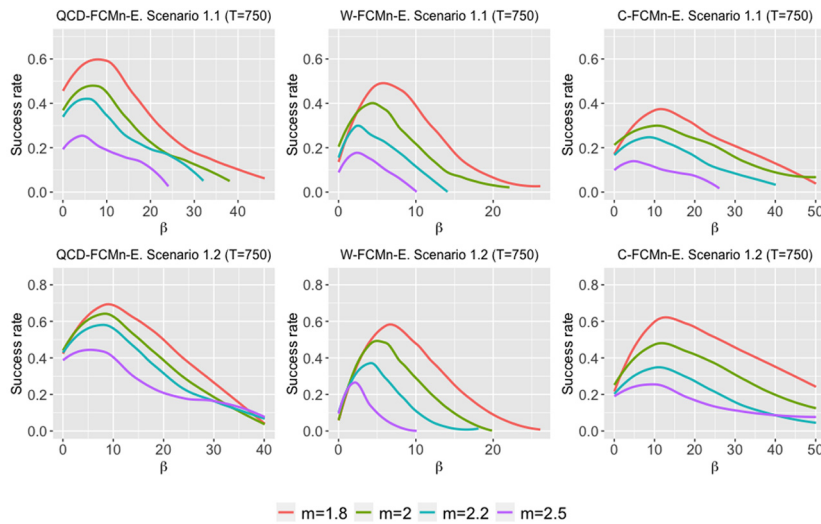 QCD-FCMn-E. Scenario 1.1 (T=750)
W-FCMn-E. Scenario 1.1 (T=750)
C-FCMn-E. Scenario 1.1 (T=750)
Success rate
0.6
0.4
0.2
0.0
0 10 20 30 40
β
Success rate
0.6
0.4
0.2
0.0
0 10 20
β
Success rate
0.6
0.4
0.2
0.0
0 10 20 30 40 50
β
QCD-FCMn-E. Scenario 1.2 (T=750)
W-FCMn-E. Scenario 1.2 (T=750)
C-FCMn-E. Scenario 1.2 (T=750)
Success rate
0.8
0.6
0.4
0.2
0.0
0 10 20 30 40
β
Success rate
0.8
0.6
0.4
0.2
0.0
0 10 20
β
Success rate
0.8
0.6
0.4
0.2
0.0
0 10 20 30 40 50
β
m=1.8 m=2 m=2.2 m=2.5